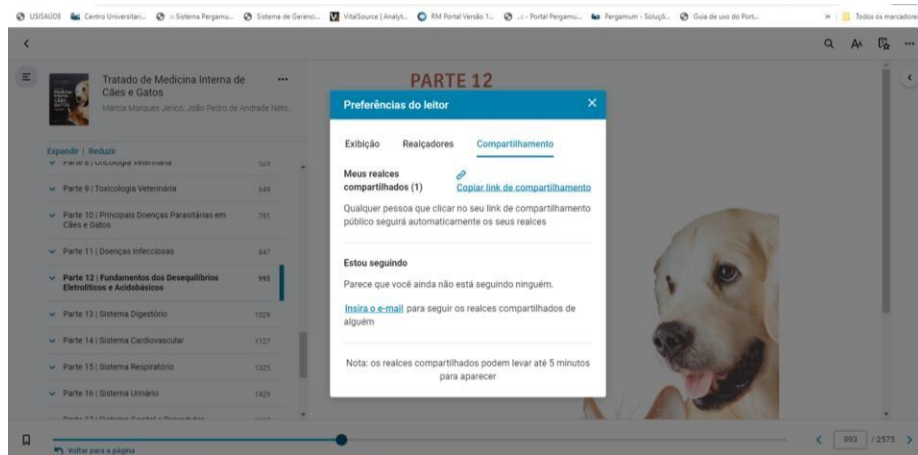 USISAÚDE Centro Universitari... :: Sistema Pergamu... Sistema de Gerenci... VitalSource | Analyt... RM Portal Versão 1... ..: - Portal Pergamu... Pergamum - Soluçõ... Guia de uso do Port... » Todos os marcadores
Tratado de Medicina Interna de
Cães e Gatos
Márcia Marques Jericó; João Pedro de Andrade Neto...
Expandir | Reduzir
Parte 8 | Oncologia Veterinária 525
Parte 9 | Toxicologia Veterinária 649
Parte 10 | Principais Doenças Parasitárias em
Cães e Gatos
Parte 11 | Doenças Infecciosas 847
Parte 12 | Fundamentos dos Desequilíbrios 993
Eletrolíticos e Acidobásicos
Parte 13 | Sistema Digestório 1029
Parte 14 | Sistema Cardiovascular 1127
Parte 15 | Sistema Respiratório 1325
Parte 16 | Sistema Urinário 1429
PARTE 12
Preferências do leitor
Exibição Realçadores Compartilhamento
Meus realces
compartilhados (1) Copiar link de compartilhamento
Qualquer pessoa que clicar no seu link de compartilhamento
público seguirá automaticamente os seus realces
Estou seguindo
Parece que você ainda não está seguindo ninguém.
Insira o e-mail para seguir os realces compartilhados de
alguém
Nota: os realces compartilhados podem levar até 5 minutos
para aparecer
Voltar para a página
993 / 2575